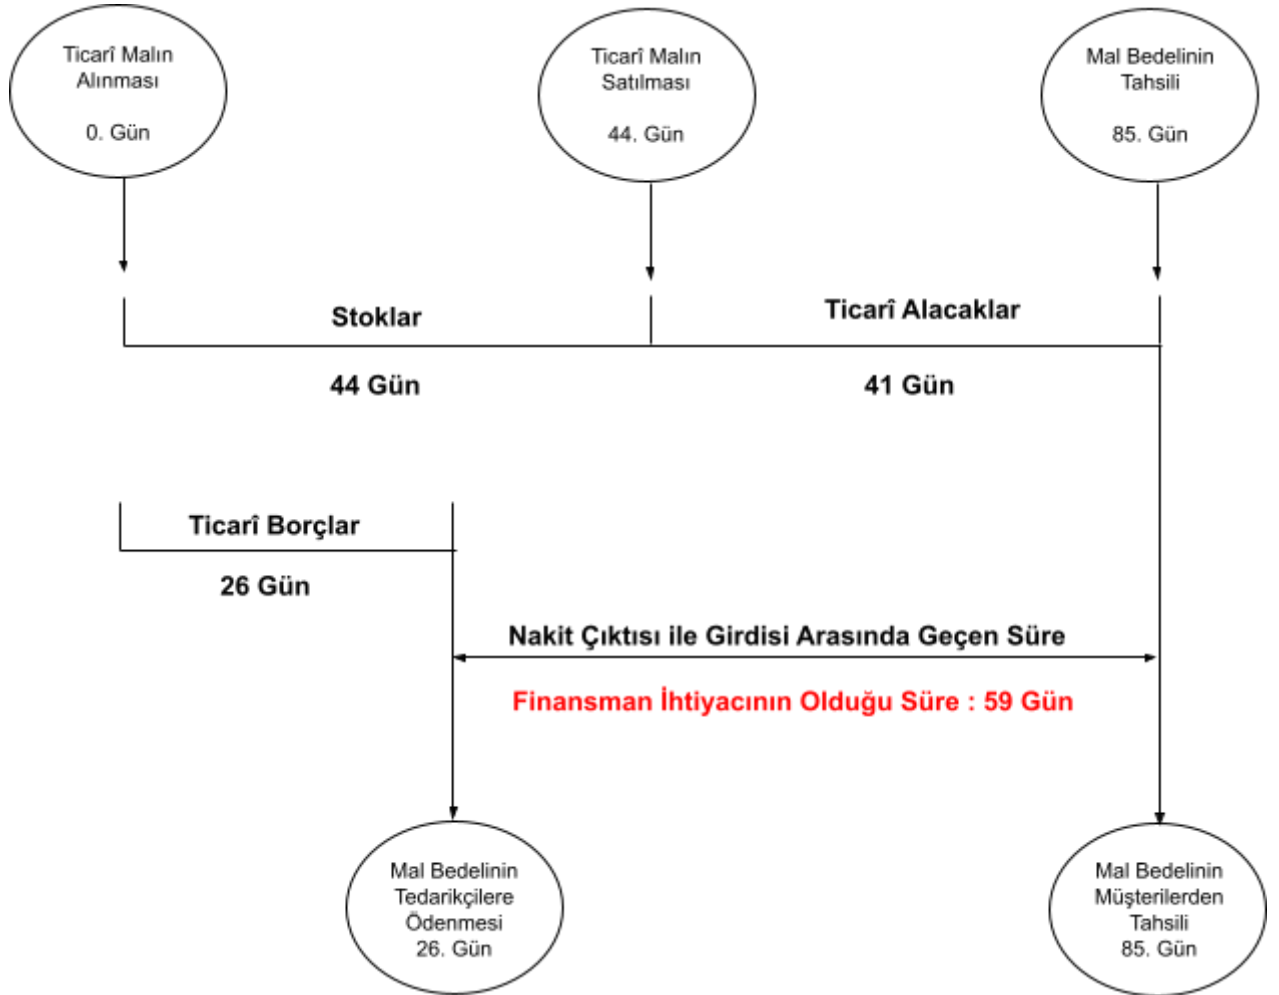 Ticarî Malın
Alınması
0. Gün
Ticarî Malın
Satılması
44. Gün
Mal Bedelinin
Tahsili
85. Gün
Stoklar
Ticarî Alacaklar
44 Gün
41 Gün
Ticarî Borçlar
26 Gün
Nakit Çıktısı ile Girdisi Arasında Geçen Süre
Finansman İhtiyacının Olduğu Süre : 59 Gün
Mal Bedelinin
Tedarikçilere
Ödenmesi
26. Gün
Mal Bedelinin
Müşterilerden
Tahsili
85. Gün